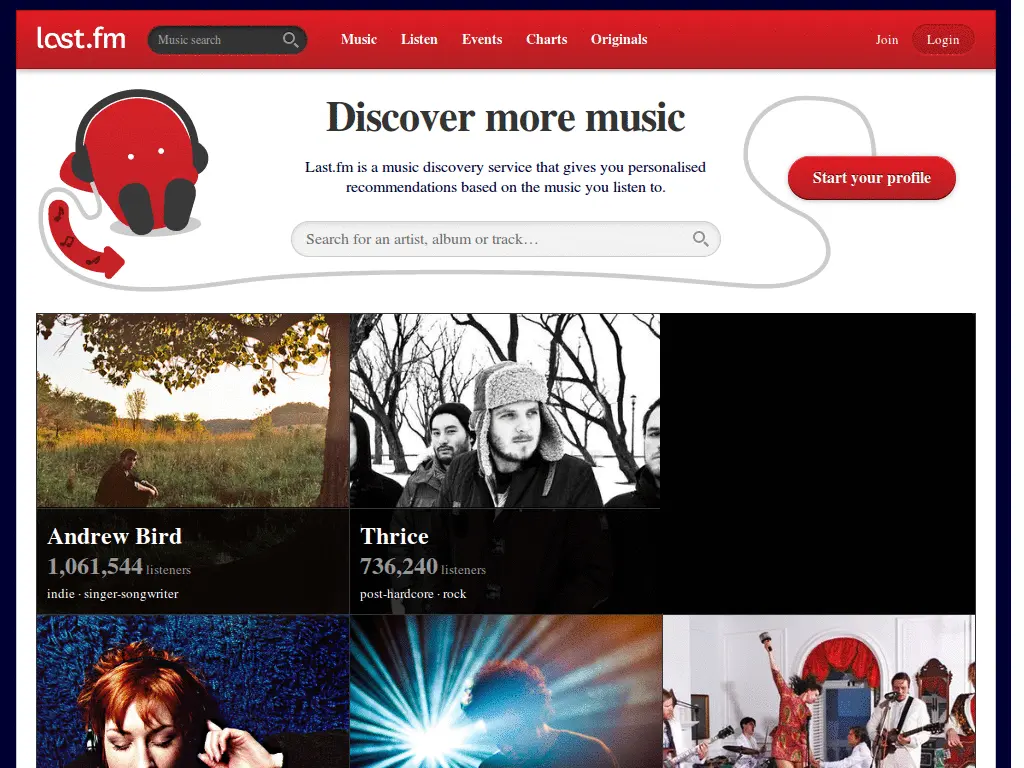 last.fm
Music search
Music Listen Events Charts Originals
Join Login
Discover more music
Last.fm is a music discovery service that gives you personalised
recommendations based on the music you listen to.
Start your profile
Search for an artist, album or track…
Andrew Bird
1,061,544 listeners
indie · singer-songwriter
Thrice
736,240 listeners
post-hardcore · rock